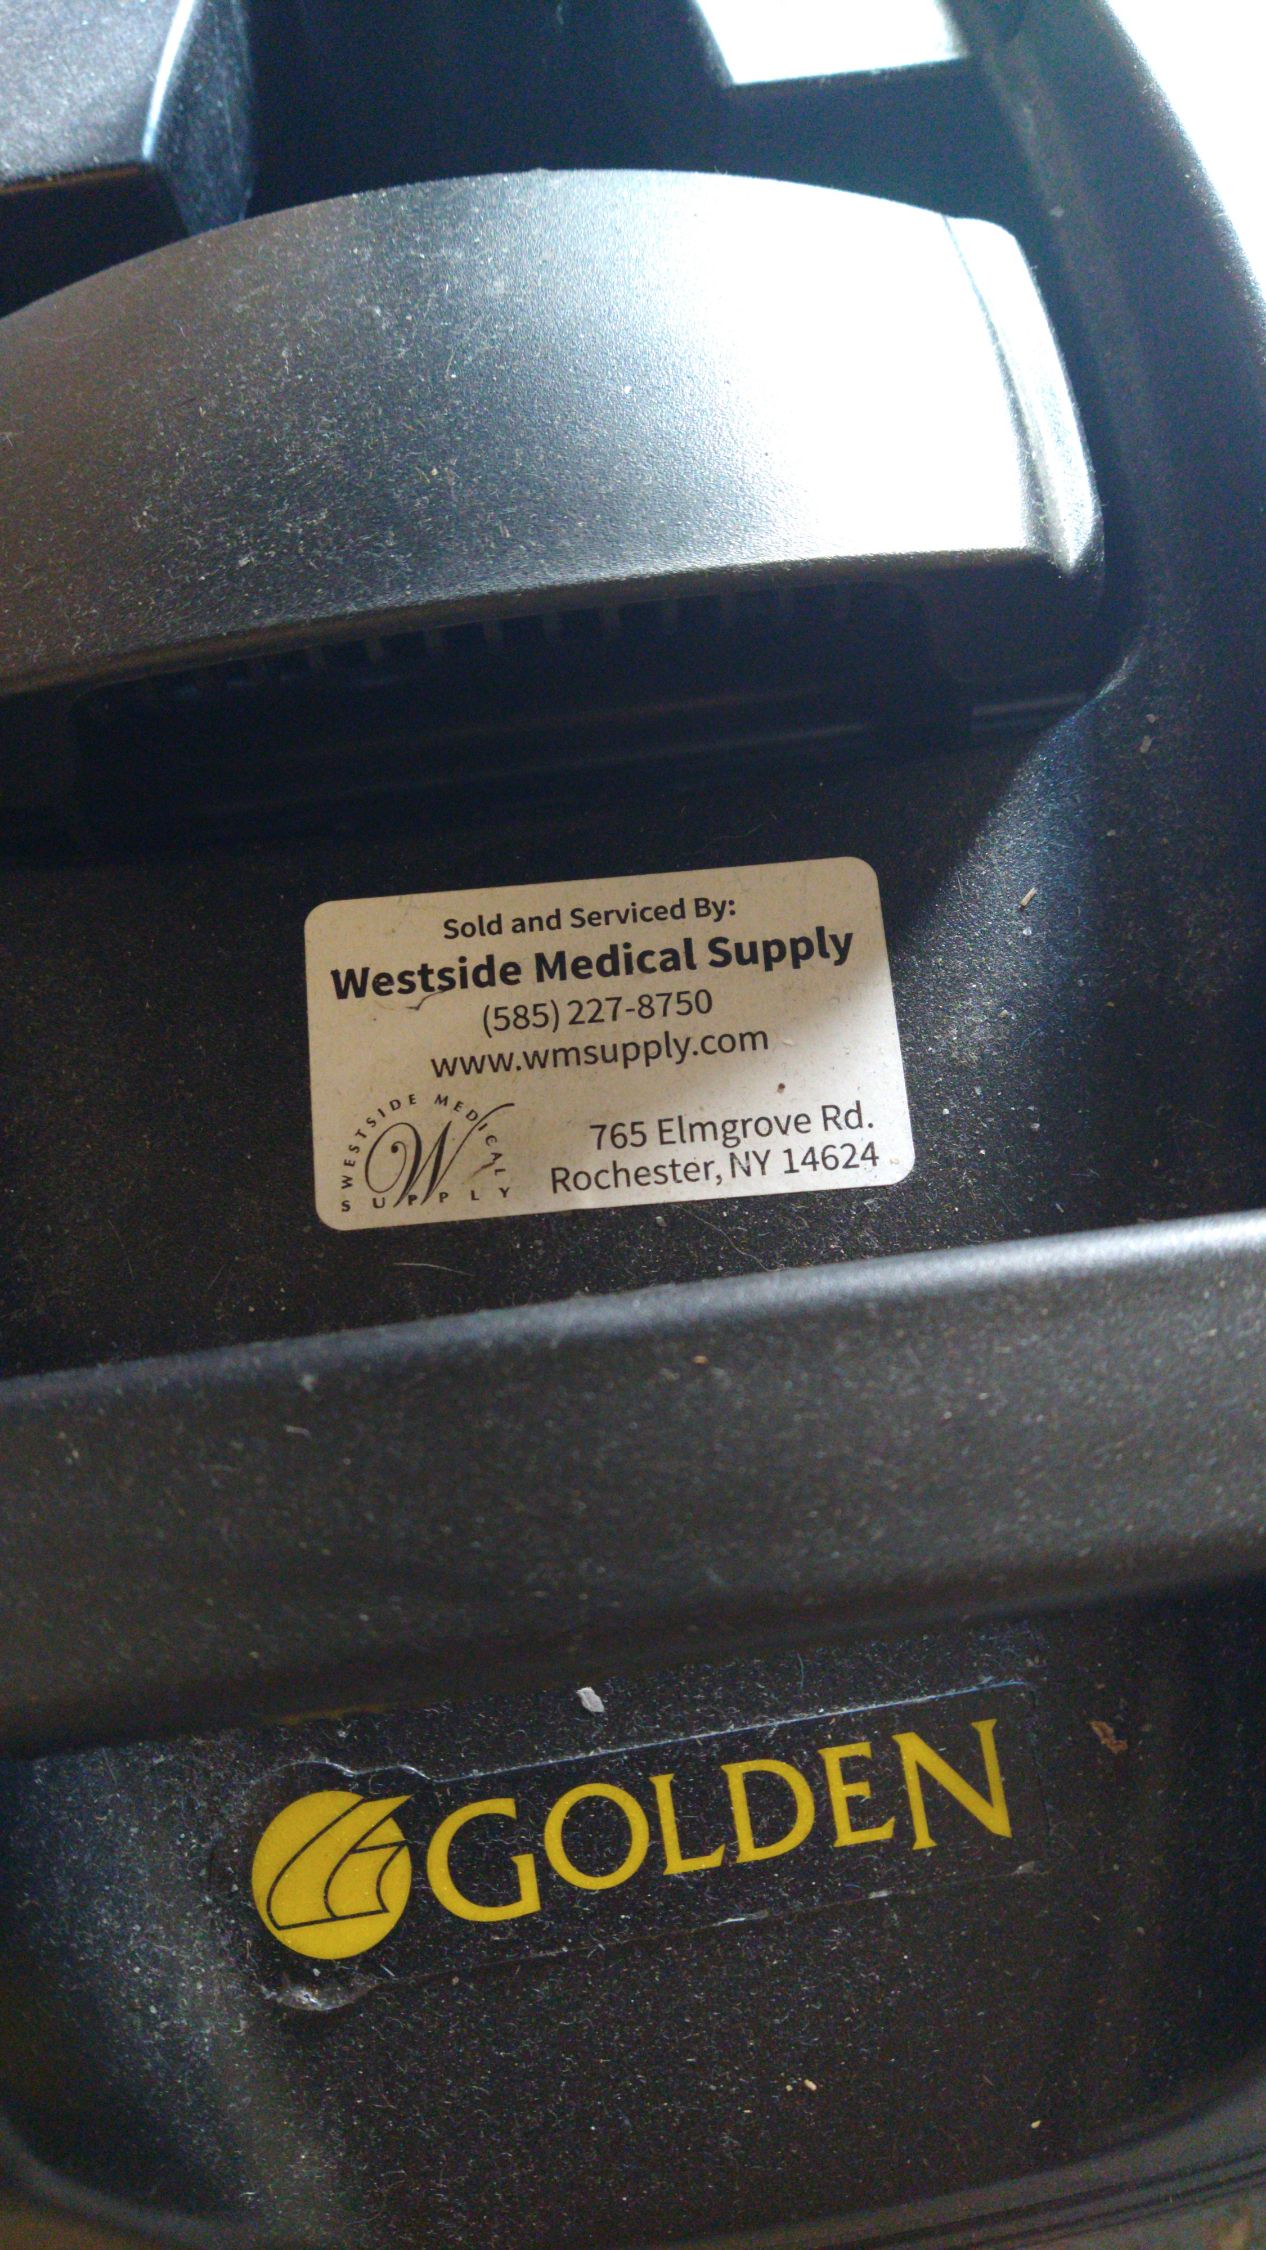 Sold and Serviced By:
Westside Medical Supply
(585) 227-8750
www.wmsupply.com
WESTSIDE MEDICAL
W
SUPPLY
765 Elmgrove Rd.
Rochester, NY 14624
GOLDEN